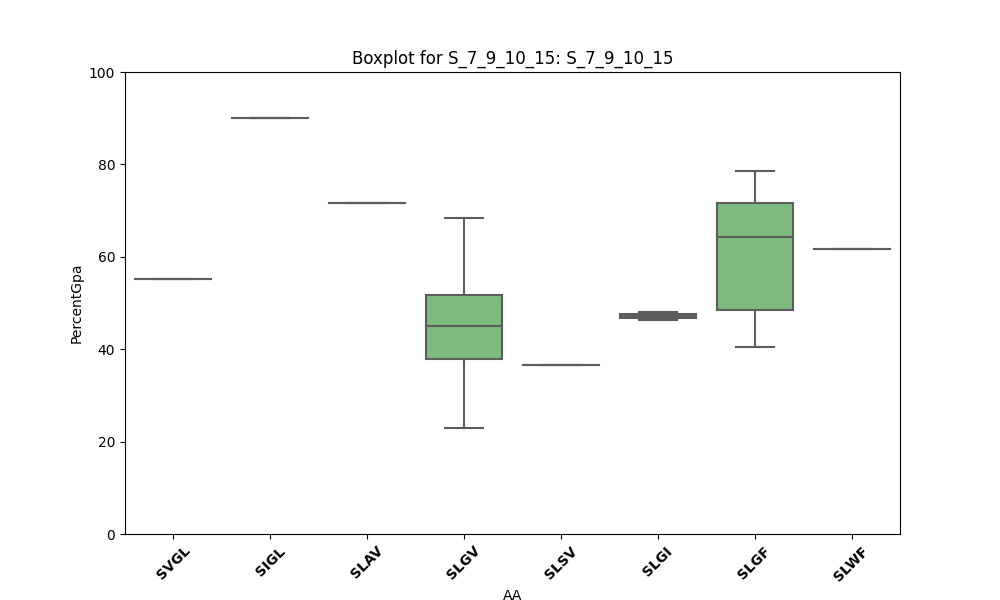 Boxplot for S_7_9_10_15: S_7_9_10_15
100
80
60
40
20
0
PercentGpa
SVGL
SIGL
SLAV
SLGV
SLSV
SLGI
SLGF
SLWF
AA